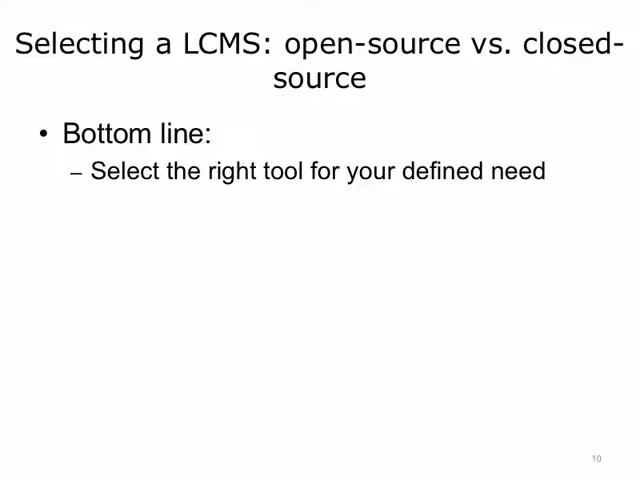 Selecting a LCMS: open-source vs. closed-
source
• Bottom line:
– Select the right tool for your defined need
10